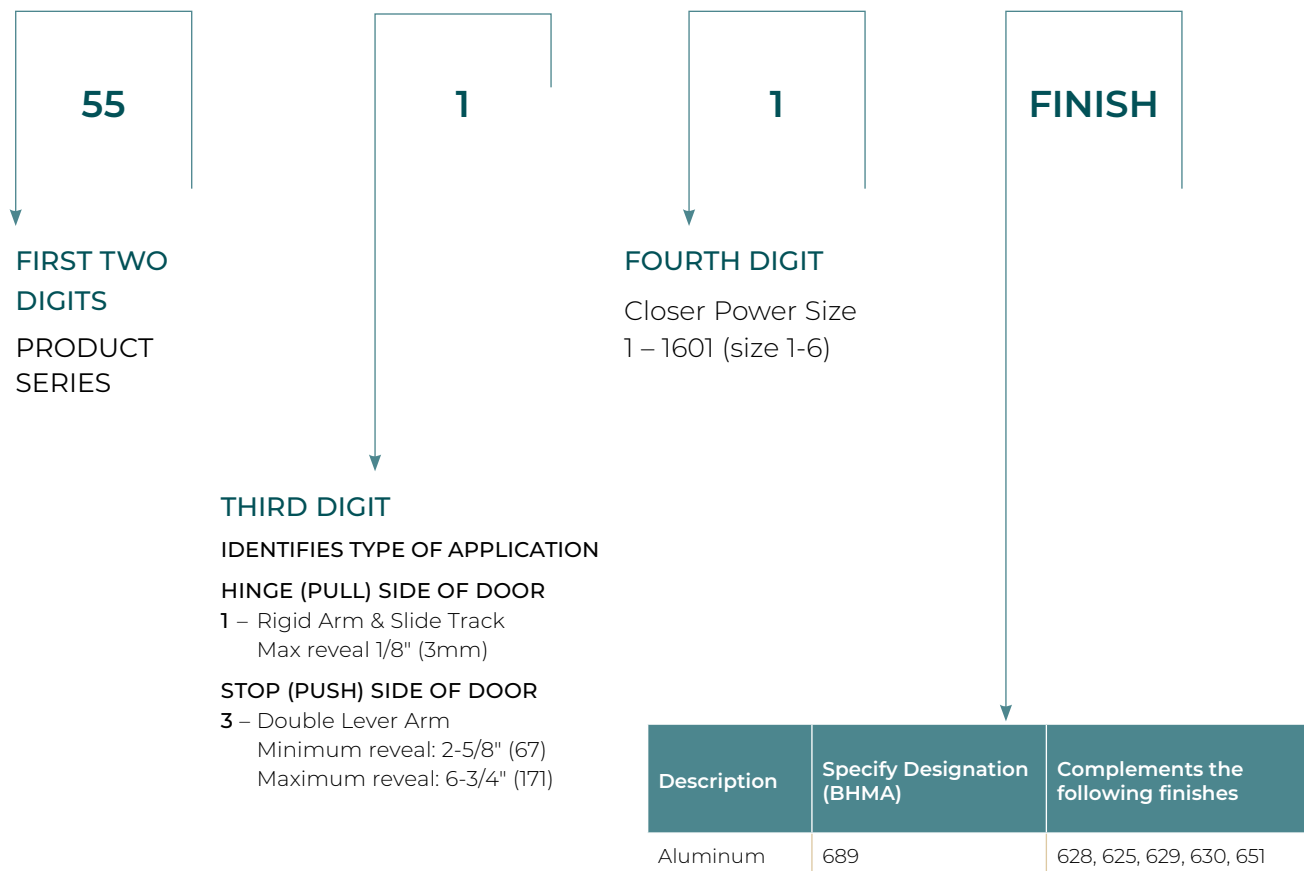 55
1
1
FINISH
FIRST TWO
DIGITS
PRODUCT
SERIES
FOURTH DIGIT
Closer Power Size
1 – 1601 (size 1-6)
THIRD DIGIT
IDENTIFIES TYPE OF APPLICATION
HINGE (PULL) SIDE OF DOOR
1 – Rigid Arm & Slide Track
Max reveal 1/8" (3mm)
STOP (PUSH) SIDE OF DOOR
3 – Double Lever Arm
Minimum reveal: 2-5/8" (67)
Maximum reveal: 6-3/4" (171)
Description
Specify Designation
(BHMA)
Complements the
following finishes
Aluminum
689
628, 625, 629, 630, 651